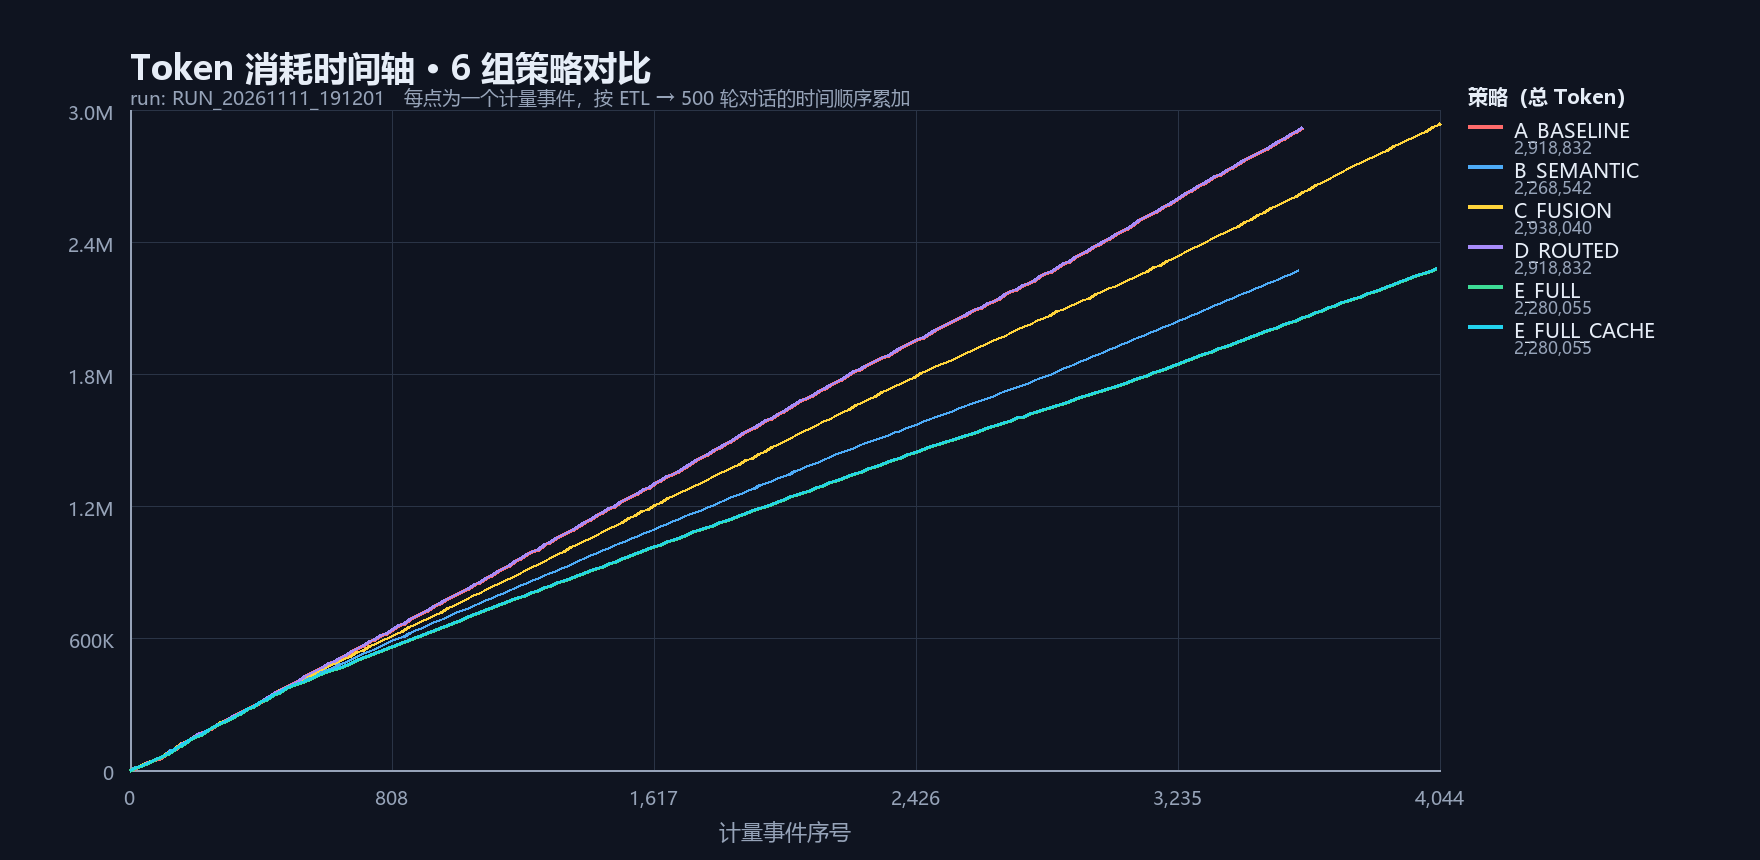 Token 消耗时间轴 • 6 组策略对比
run: RUN_20261111_191201 每点为一个计量事件，按 ETL → 500 轮对话的时间顺序累加
3.0M
2.4M
1.8M
1.2M
600K
0
0
808
1,617
2,426
3,235
4,044
计量事件序号
策略（总 Token）
A_BASELINE
2,918,832
B_SEMANTIC
2,268,542
C_FUSION
2,938,040
D_ROUTED
2,918,832
E_FULL
2,280,055
E_FULL_CACHE
2,280,055